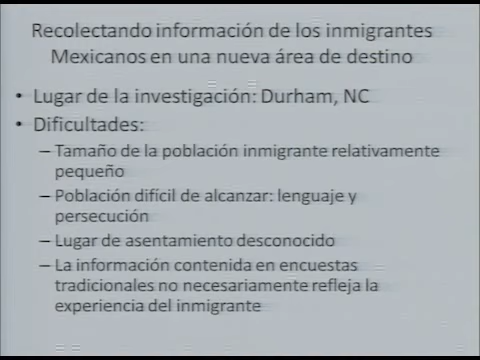 Recolectando información de los inmigrantes
Mexicanos en una nueva área de destino
• Lugar de la investigación: Durham, NC
• Dificultades:
– Tamaño de la población inmigrante relativamente
pequeño
– Población difícil de alcanzar: lenguaje y
persecución
– Lugar de asentamiento desconocido
– La información contenida en encuestas
tradicionales no necesariamente refleja la
experiencia del inmigrante